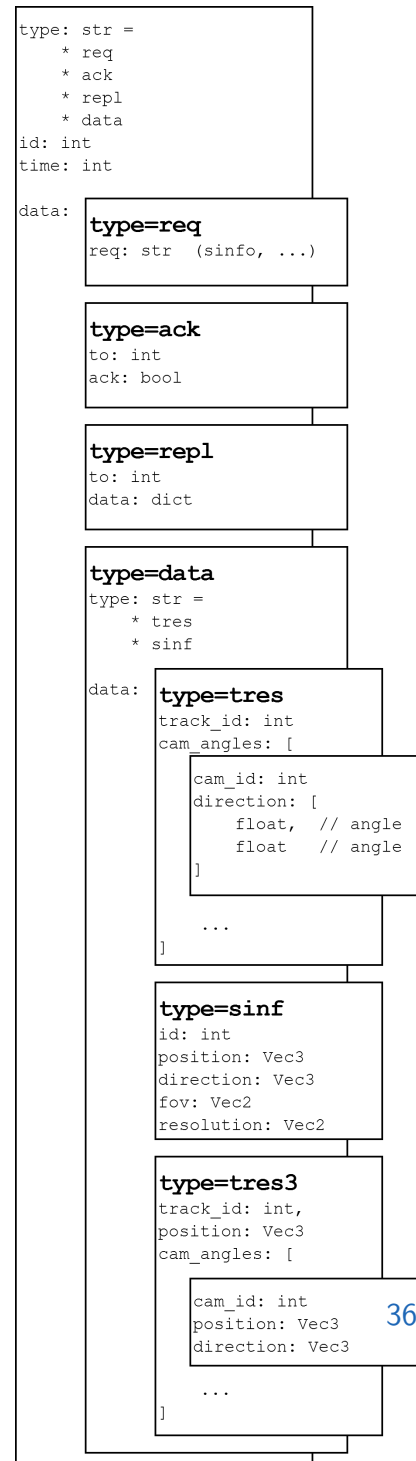 type: str =
* req
* ack
* repl
* data
id: int
time: int
data:
type=req
req: str (sinfo, ...)
type=ack
to: int
ack: bool
type=repl
to: int
data: dict
type=data
type: str =
* tres
* sinf
data:
type=tres
track_id: int
cam_angles: [
cam_id: int
direction: [
float, // angle
float // angle
]
...
]
type=sinf
id: int
position: Vec3
direction: Vec3
fov: Vec2
resolution: Vec2
type=tres3
track_id: int,
position: Vec3
cam_angles: [
cam_id: int
position: Vec3
direction: Vec3
36
...
]